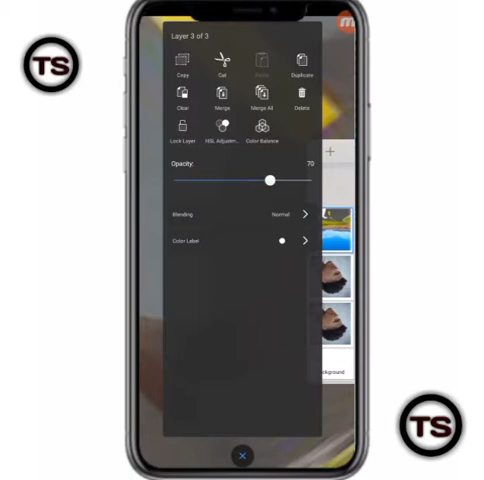 TS
Layer 3 of 3
Copy
Cut
Paste
Duplicate
Clear
Merge
Merge All
Delete
Lock Layer
HSL Adjustm...
Color Balance
Opacity:
70
Blending
Normal
Color Label
ckground
TS